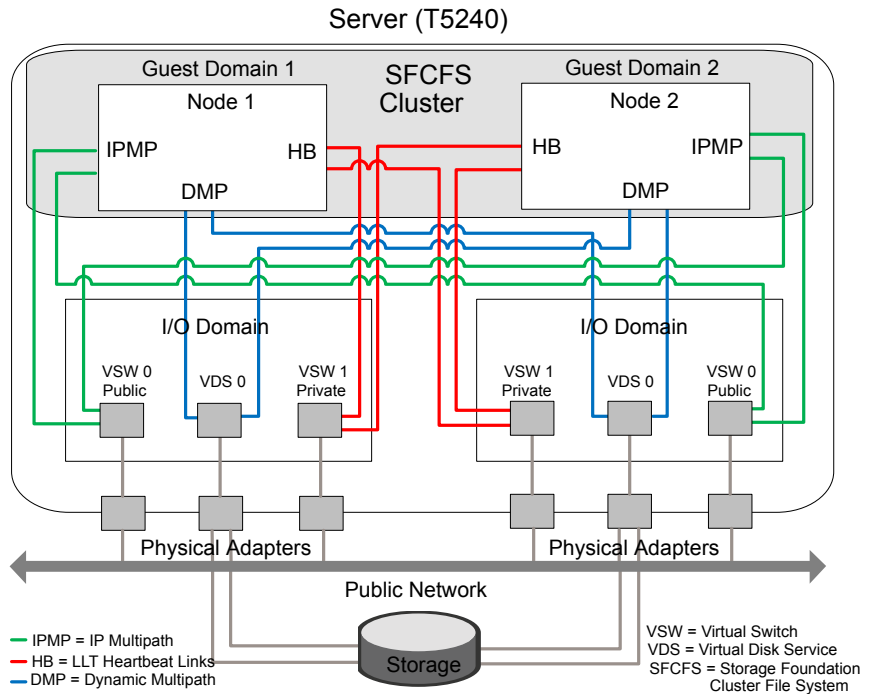 Server (T5240)
Guest Domain 1
SFCFS
Cluster
Guest Domain 2
Node 1
Node 2
IPMP
HB
DMP
HB
IPMP
DMP
I/O Domain
I/O Domain
VSW 0
Public
VDS 0
VSW 1
Private
VSW 1
Private
VDS 0
VSW 0
Public
Physical Adapters
Physical Adapters
Public Network
Storage
IPMP = IP Multipath
HB = LLT Heartbeat Links
DMP = Dynamic Multipath
VSW = Virtual Switch
VDS = Virtual Disk Service
SFCFS = Storage Foundation
Cluster File System